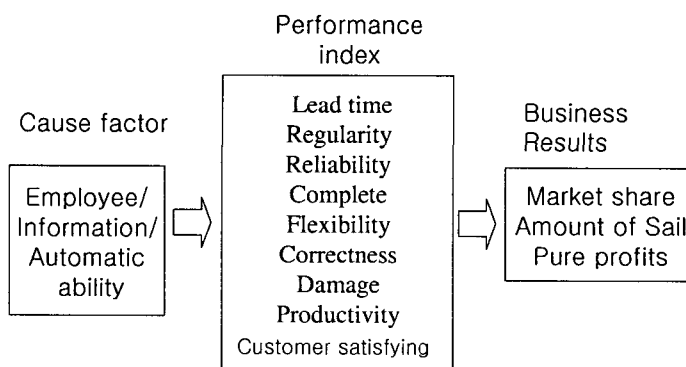 Cause factor
Employee/
Information/
Automatic
ability
Performance
index
Lead time
Regularity
Reliability
Complete
Flexibility
Correctness
Damage
Productivity
Customer satisfying
Business
Results
Market share
Amount of Sail
Pure profits